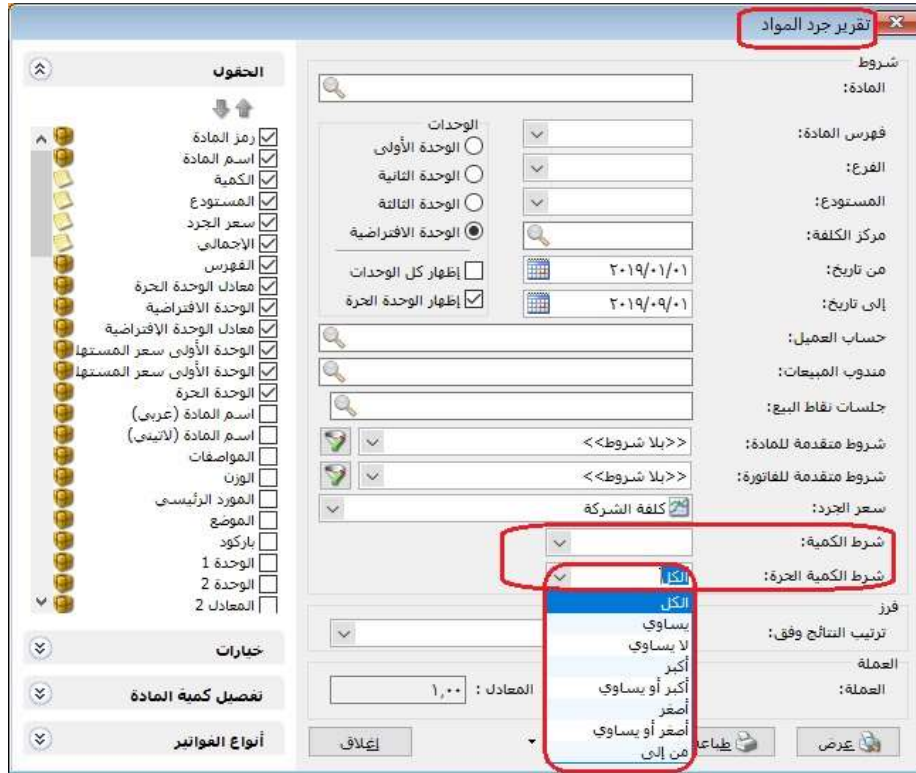 تقرير جرد المواد
شروط
المادة:
فهرس المادة:
الفرع:
المستودع:
مركز الكلفة:
من تاريخ: ٢٠١٩/٠١/٠١
إلى تاريخ: ٢٠١٩/٠٩/٠١
الوحدات
الوحدة الأولى
الوحدة الثانية
الوحدة الثالثة
الوحدة الافتراضية
إظهار كل الوحدات
إظهار الوحدة الحرة
حساب العميل:
مندوب المبيعات:
جلسات نقاط البيع:
شروط متقدمة للمادة: <<بلا شروط>>
شروط متقدمة للفاتورة: <<بلا شروط>>
سعر الجرد: كلفة الشركة
شرط الكمية:
شرط الكمية الحرة: الكل
الكل
يساوي
لا يساوي
أكبر
أكبر أو يساوي
أصغر
أصغر أو يساوي
من إلى
فرز
ترتيب النتائج وفق:
العملة
العملة:
المعادل : ١,٠٠
عرض
إغلاق
الحقول
رمز المادة
اسم المادة
الكمية
المستودع
سعر الجرد
الإجمالي
الفهرس
معادل الوحدة الحرة
الوحدة الافتراضية
معادل الوحدة الافتراضية
الوحدة الأولى سعر المستها
الوحدة الأولى سعر المستها
الوحدة الحرة
اسم المادة (عربي)
اسم المادة (لاتيني)
المواصفات
الوزن
المورد الرئيسي
الموضع
باركود
الوحدة 1
الوحدة 2
المعادل 2
خيارات
تفصيل كمية المادة
أنواع الفواتير